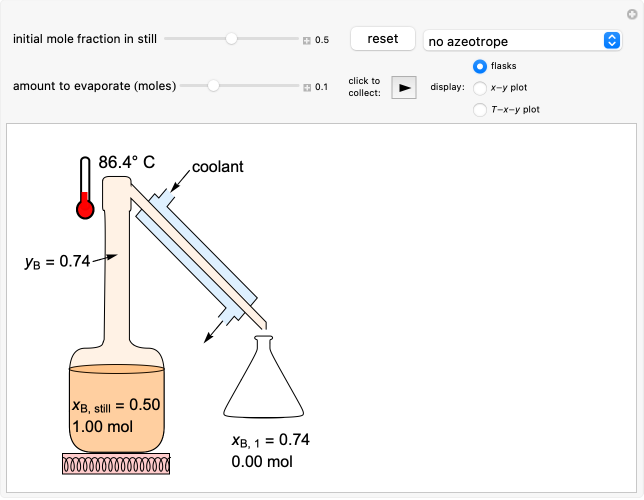 initial mole fraction in still 0.5 reset no azeotrope
amount to evaporate (moles) 0.1
click to
collect:
display:
flasks
x-y plot
T-x-y plot
86.4° C
coolant
yB = 0.74
xB, still = 0.50
1.00 mol
xB, 1 = 0.74
0.00 mol